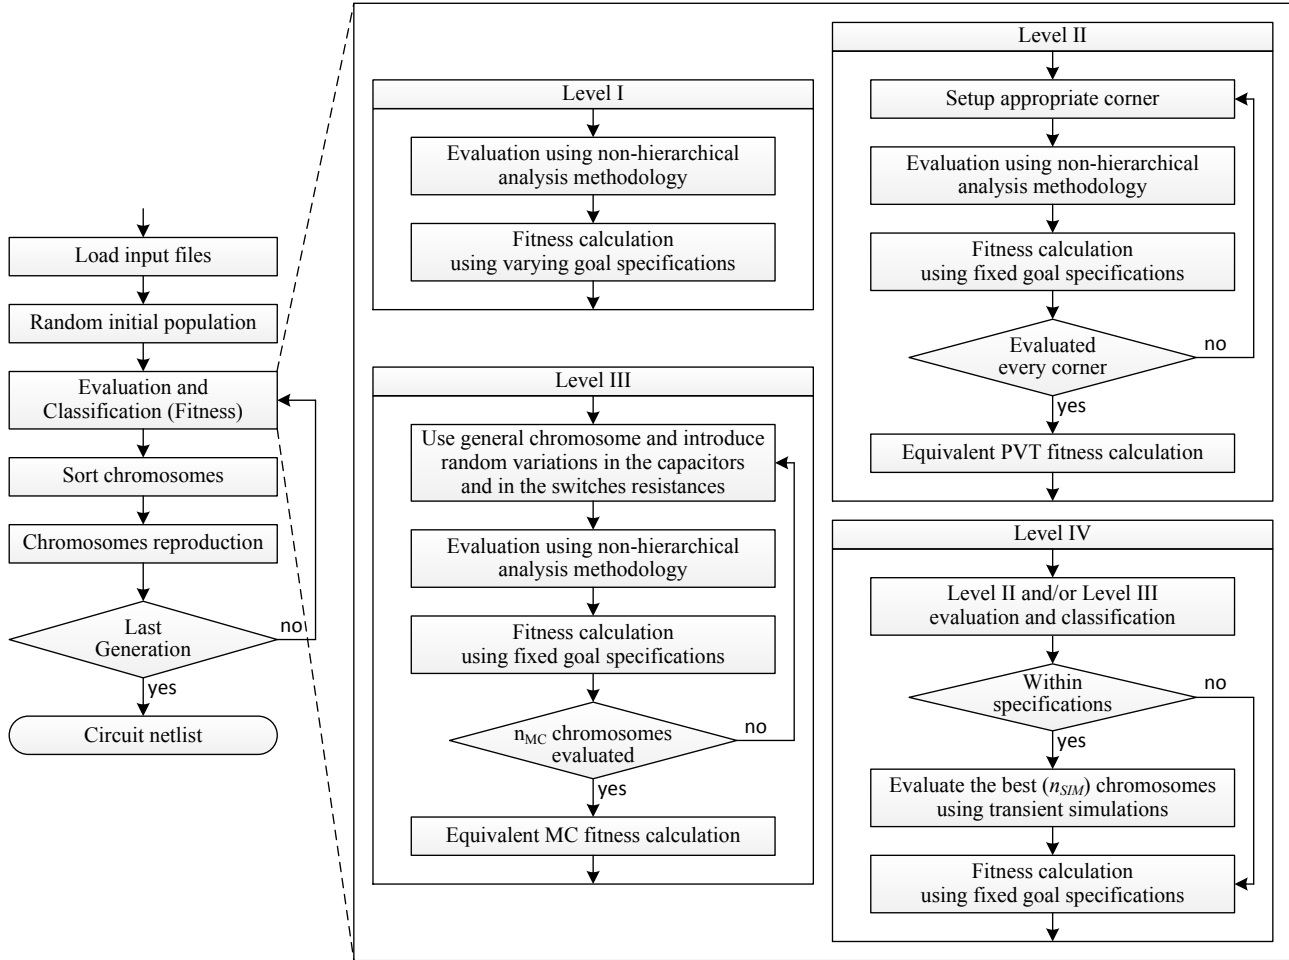 Load input files
Random initial population
Evaluation and
Classification (Fitness)
Sort chromosomes
Chromosomes reproduction
Last
Generation
no
yes
Circuit netlist
Level I
Evaluation using non-hierarchical
analysis methodology
Fitness calculation
using varying goal specifications
Level II
Setup appropriate corner
Evaluation using non-hierarchical
analysis methodology
Fitness calculation
using fixed goal specifications
Evaluated
every corner
no
yes
Equivalent PVT fitness calculation
Level III
Use general chromosome and introduce
random variations in the capacitors
and in the switches resistances
Evaluation using non-hierarchical
analysis methodology
Fitness calculation
using fixed goal specifications
nMC chromosomes
evaluated
no
yes
Equivalent MC fitness calculation
Level IV
Level II and/or Level III
evaluation and classification
Within
specifications
no
yes
Evaluate the best (nSIM) chromosomes
using transient simulations
Fitness calculation
using fixed goal specifications